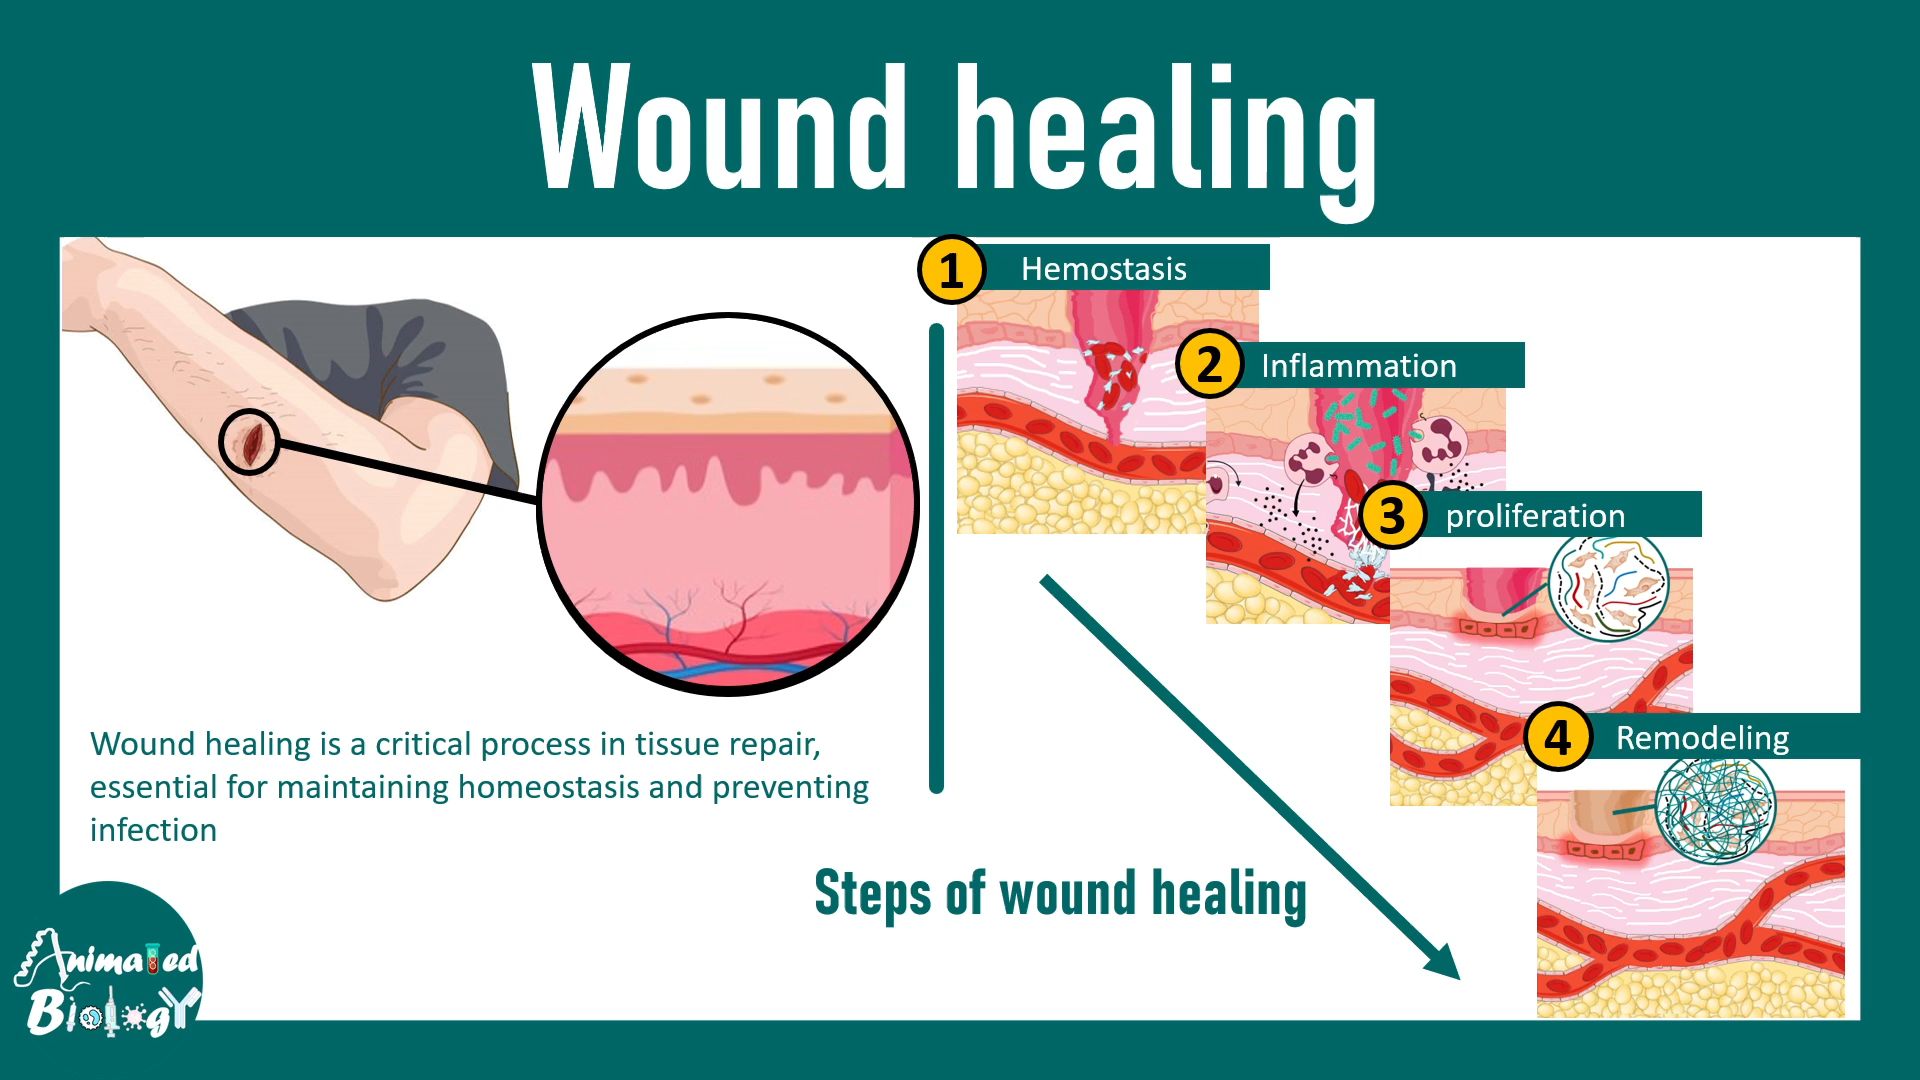 Wound healing
1 Hemostasis
2 Inflammation
3 proliferation
4 Remodeling
Wound healing is a critical process in tissue repair,
essential for maintaining homeostasis and preventing
infection
Steps of wound healing
Animated
Biology